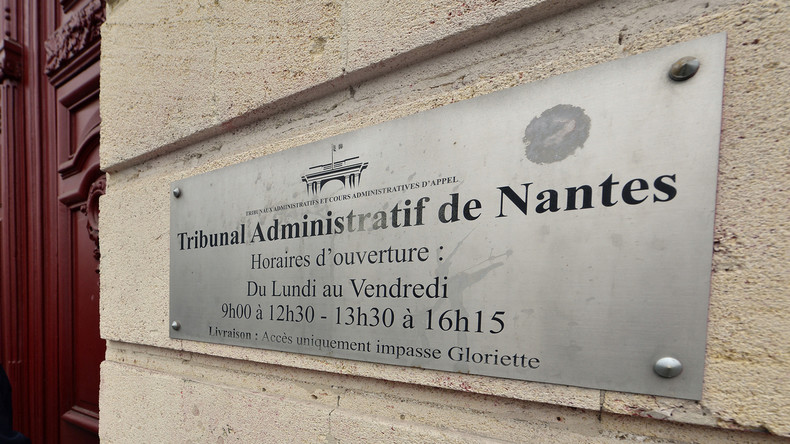 TRIBUNAUX ADMINISTRATIFS ET COURS ADMINISTRATIVES D'APPEL
Tribunal Administratif de Nantes
Horaires d'ouverture :
Du Lundi au Vendredi
9h00 à 12h30 - 13h30 à 16h15
Livraison : Accès uniquement impasse Gloriette